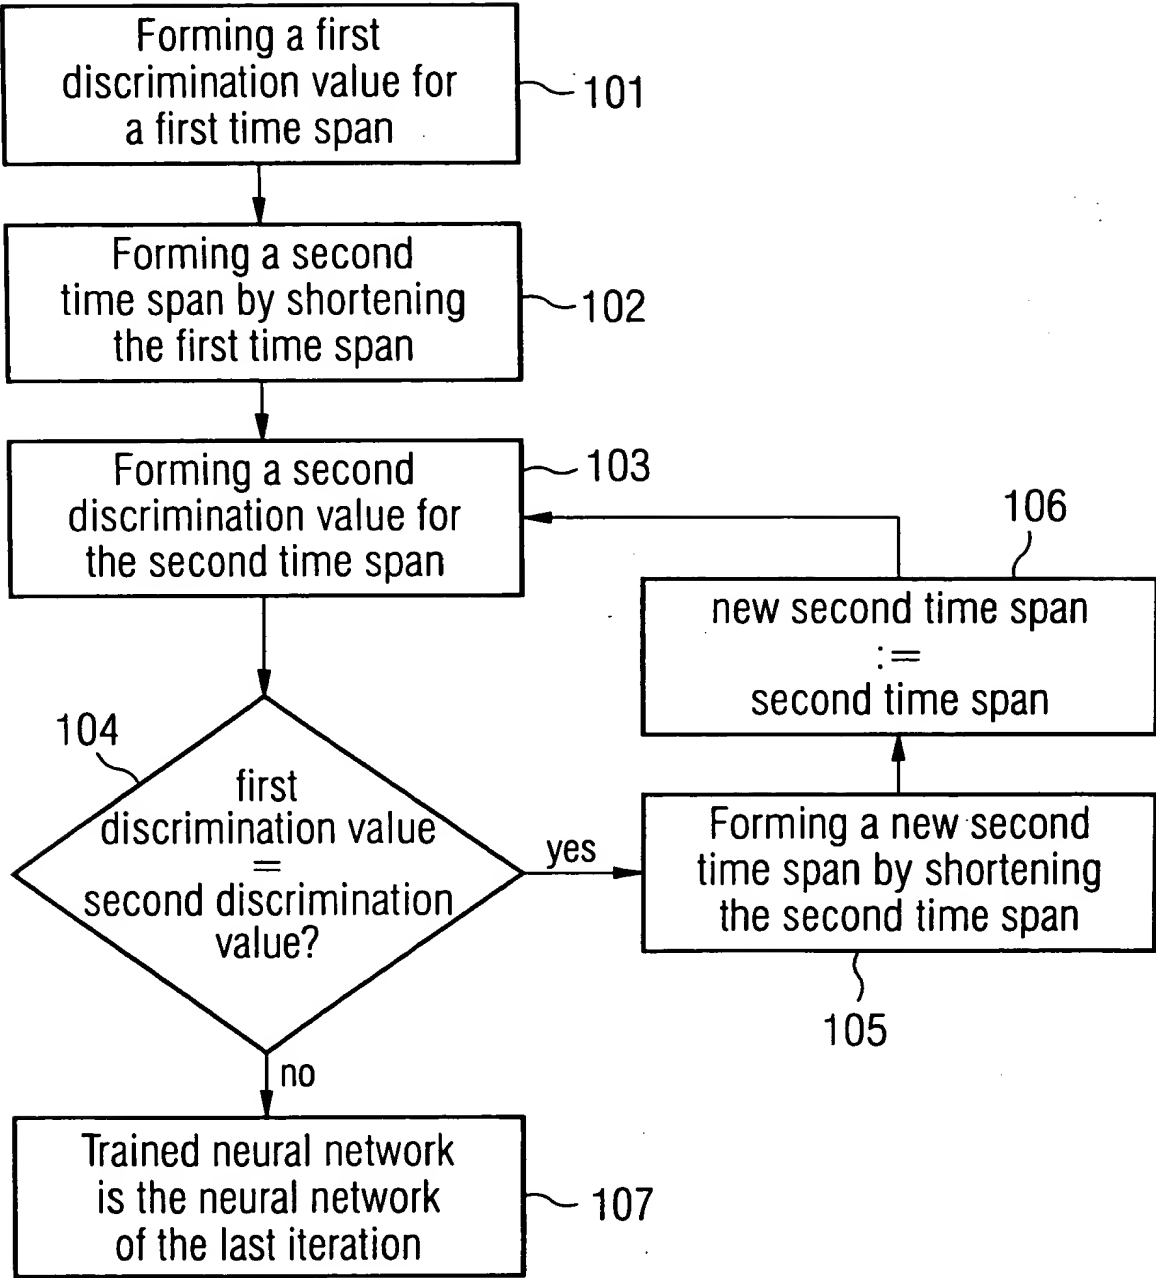 Forming a first
discrimination value for
a first time span
101
Forming a second
time span by shortening
the first time span
102
Forming a second
discrimination value for
the second time span
103
106
new second time span
:=
second time span
104
first
discrimination value
=
second discrimination
value?
yes
Forming a new second
time span by shortening
the second time span
105
no
Trained neural network
is the neural network
of the last iteration
107